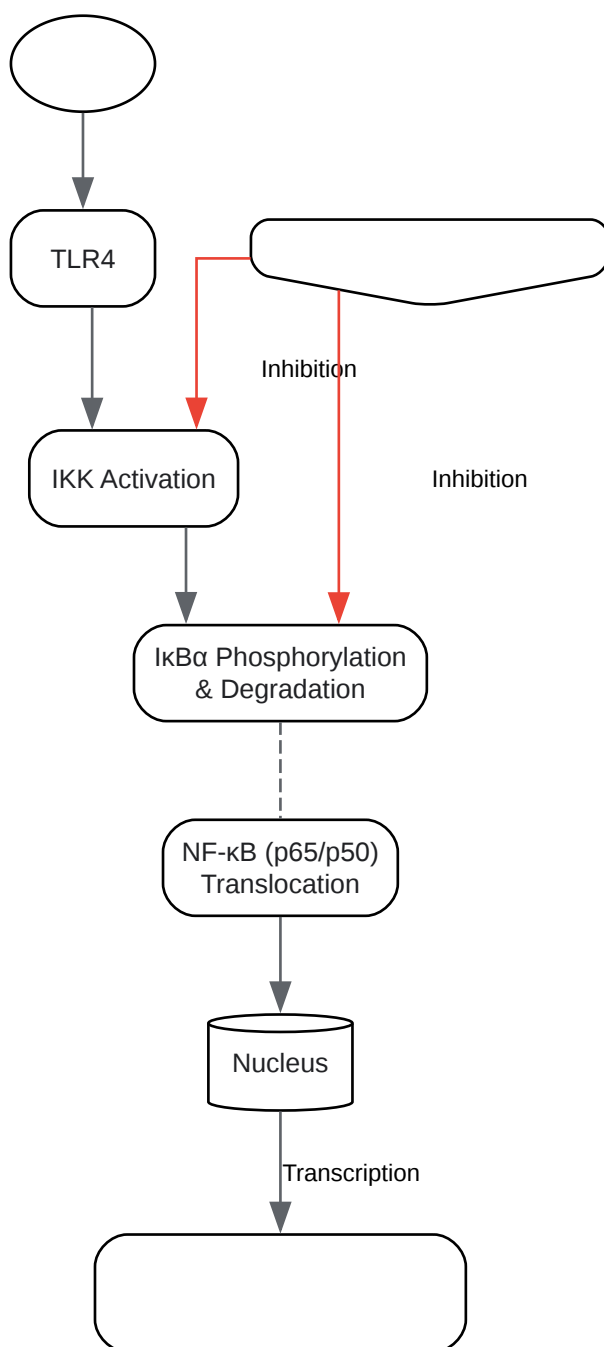 TLR4
Inhibition
IKK Activation
Inhibition
IκBα Phosphorylation
& Degradation
NF-κB (p65/p50)
Translocation
Nucleus
Transcription